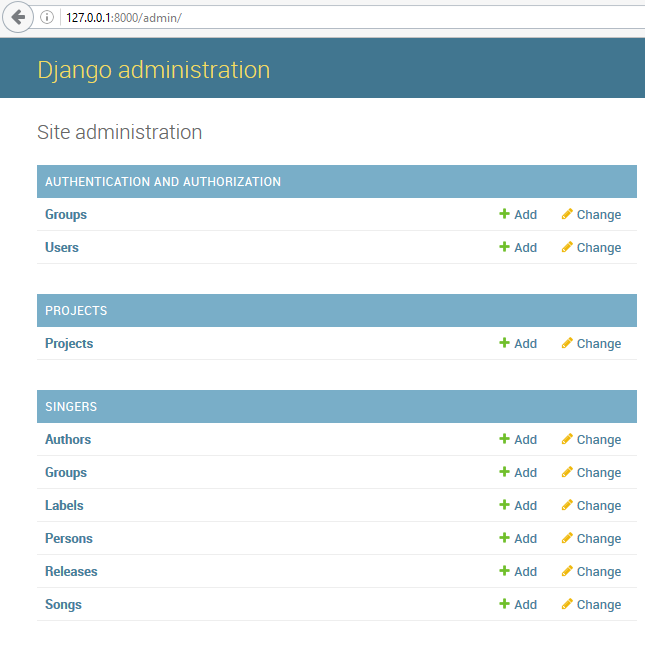 127.0.0.1:8000/admin/
Django administration
Site administration
AUTHENTICATION AND AUTHORIZATION
Groups Add Change
Users Add Change
PROJECTS
Projects Add Change
SINGERS
Authors Add Change
Groups Add Change
Labels Add Change
Persons Add Change
Releases Add Change
Songs Add Change